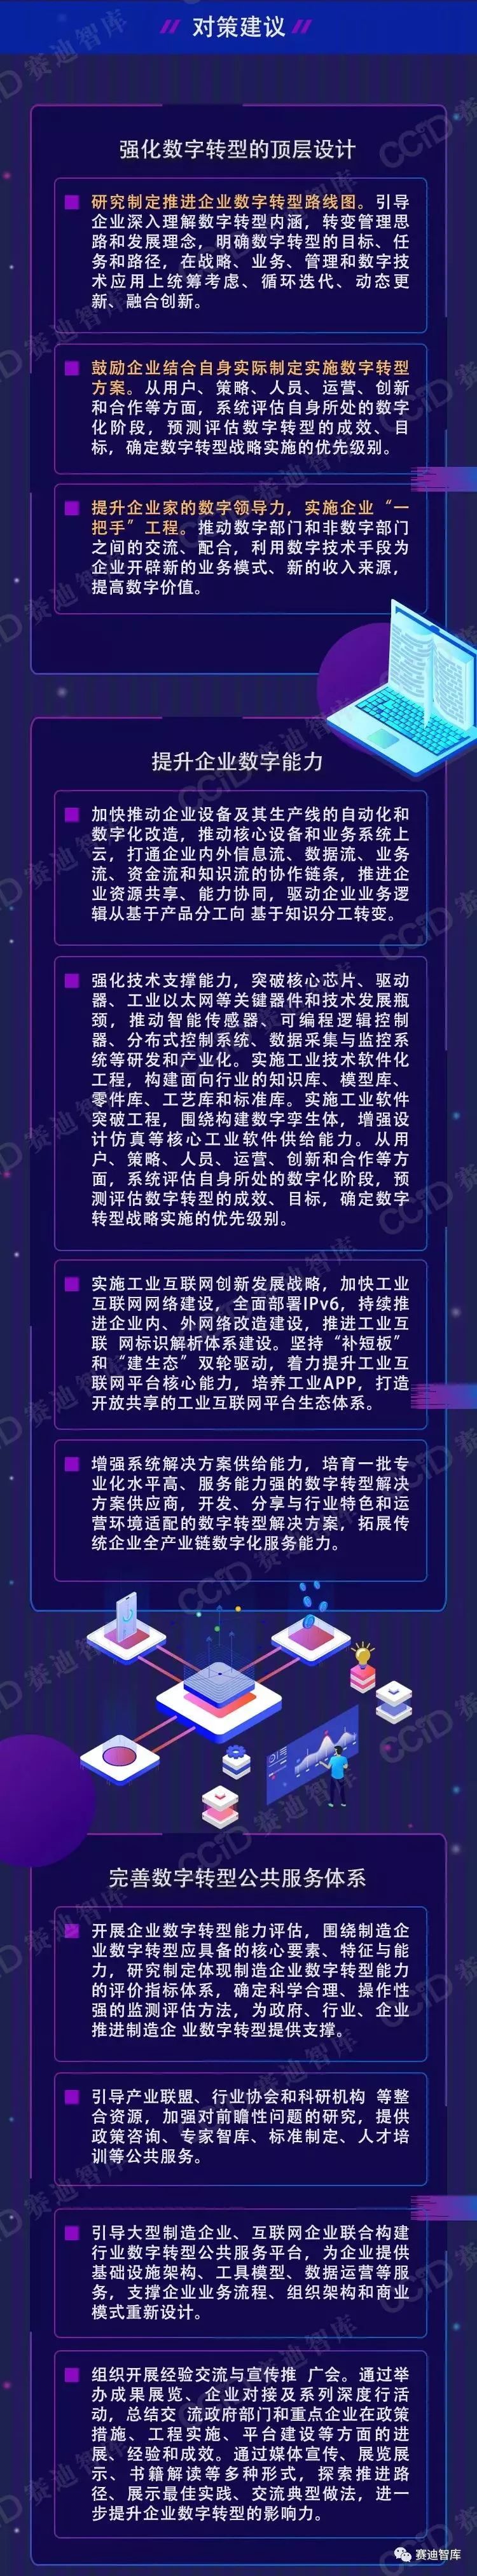 对策建议
强化数字转型的顶层设计
研究制定推进企业数字转型路线图。引导
企业深入理解数字转型内涵，转变管理思
路和发展理念，明确数字转型的目标、任
务和路径，在战略、业务、管理和数字技
术应用上统筹考虑、循环迭代、动态更
新、融合创新。
鼓励企业结合自身实际制定实施数字转型
方案。从用户、策略、人员、运营、创新
和合作等方面，系统评估自身所处的数字
化阶段，预测评估数字转型的成效、目
标，确定数字转型战略实施的优先级别。
提升企业家的数字领导力，实施企业“一
把手”工程。推动数字部门和非数字部门
之间的交流、配合，利用数字技术手段为
企业开辟新的业务模式、新的收入来源，
提高数字价值。
提升企业数字能力
加快推动企业设备及其生产线的自动化和
数字化改造，推动核心设备和业务系统上
云，打通企业内外信息流、数据流、业务
流、资金流和知识流的协作链条，推进企
业资源共享、能力协同，驱动企业业务逻
辑从基于产品分工向 基于知识分工转变。
强化技术支撑能力，突破核心芯片、驱动
器、工业以太网等关键器件和技术发展瓶
颈，推动智能传感器、可编程逻辑控制
器、分布式控制系统、数据采集与监控系
统等研发和产业化。实施工业技术软件化
工程，构建面向行业的知识库、模型库、
零件库、工艺库和标准库。实施工业软件
突破工程，围绕构建数字孪生体，增强设
计仿真等核心工业软件供给能力。从用
户、策略、人员、运营、创新和合作等方
面，系统评估自身所处的数字化阶段，预
测评估数字转型的成效、目标，确定数字
转型战略实施的优先级别。
实施工业互联网创新发展战略，加快工业
互联网网络建设，全面部署IPv6，持续推
进企业内、外网络改造建设，推进工业互
联 网标识解析体系建设。坚持“补短板”
和“建生态”双轮驱动，着力提升工业互
联网平台核心能力，培养工业APP，打造
开放共享的工业互联网平台生态体系。
增强系统解决方案供给能力，培育一批专
业化水平高、服务能力强的数字转型解决
方案供应商，开发、分享与行业特色和运
营环境适配的数字转型解决方案，拓展传
统企业全产业链数字化服务能力。
完善数字转型公共服务体系
开展企业数字转型能力评估，围绕制造企
业数字转型应具备的核心要素、特征与能
力，研究制定体现制造企业数字转型能力
的评价指标体系，确定科学合理、操作性
强的监测评估方法，为政府、行业、企业
推进制造企 业数字转型提供支撑。
引导产业联盟、行业协会和科研机构 等整
合资源，加强对前瞻性问题的研究，提供
政策咨询、专家智库、标准制定、人才培
训等公共服务。
引导大型制造企业、互联网企业联合构建
行业数字转型公共服务平台，为企业提供
基础设施架构、工具模型、数据运营等服
务，支撑企业业务流程、组织架构和商业
模式重新设计。
组织开展经验交流与宣传推 广会。通过举
办成果展览、企业对接及系列深度行活
动，总结交 流政府部门和重点企业在政策
措施、工程实施、平台建设等方面的进
展、经验和成效。通过媒体宣传、展览展
示、书籍解读等多种形式，探索推进路
径、展示最佳实践、交流典型做法，进一
步提升企业数字转型的影响力。
赛迪智库